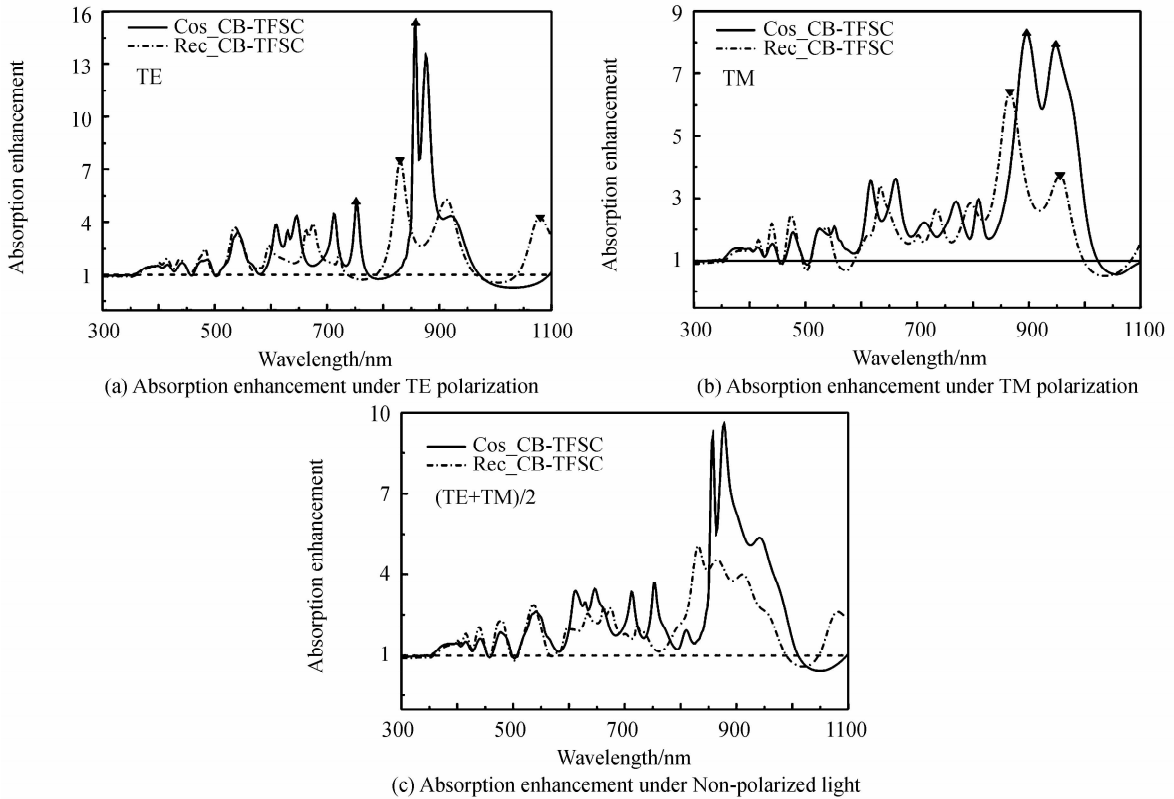 16
13
10
7
4
1
Absorption enhancement
Cos_CB-TFSC
Rec_CB-TFSC
TE
300
500
700
900
1100
Wavelength/nm
(a) Absorption enhancement under TE polarization
9
7
5
3
1
Absorption enhancement
Cos_CB-TFSC
Rec_CB-TFSC
TM
300
500
700
900
1100
Wavelength/nm
(b) Absorption enhancement under TM polarization
10
7
4
1
Absorption enhancement
Cos_CB-TFSC
Rec_CB-TFSC
(TE+TM)/2
300
500
700
900
1100
Wavelength/nm
(c) Absorption enhancement under Non-polarized light